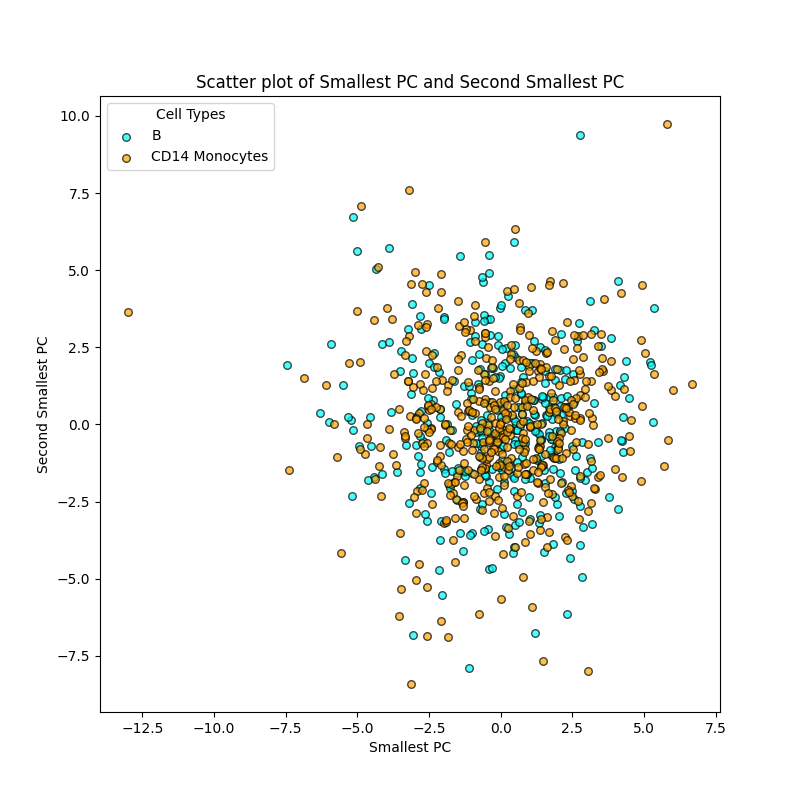 Scatter plot of Smallest PC and Second Smallest PC
Cell Types
B
CD14 Monocytes
10.0
7.5
5.0
2.5
0.0
−2.5
−5.0
−7.5
Second Smallest PC
−12.5 −10.0 −7.5 −5.0 −2.5 0.0 2.5 5.0 7.5
Smallest PC